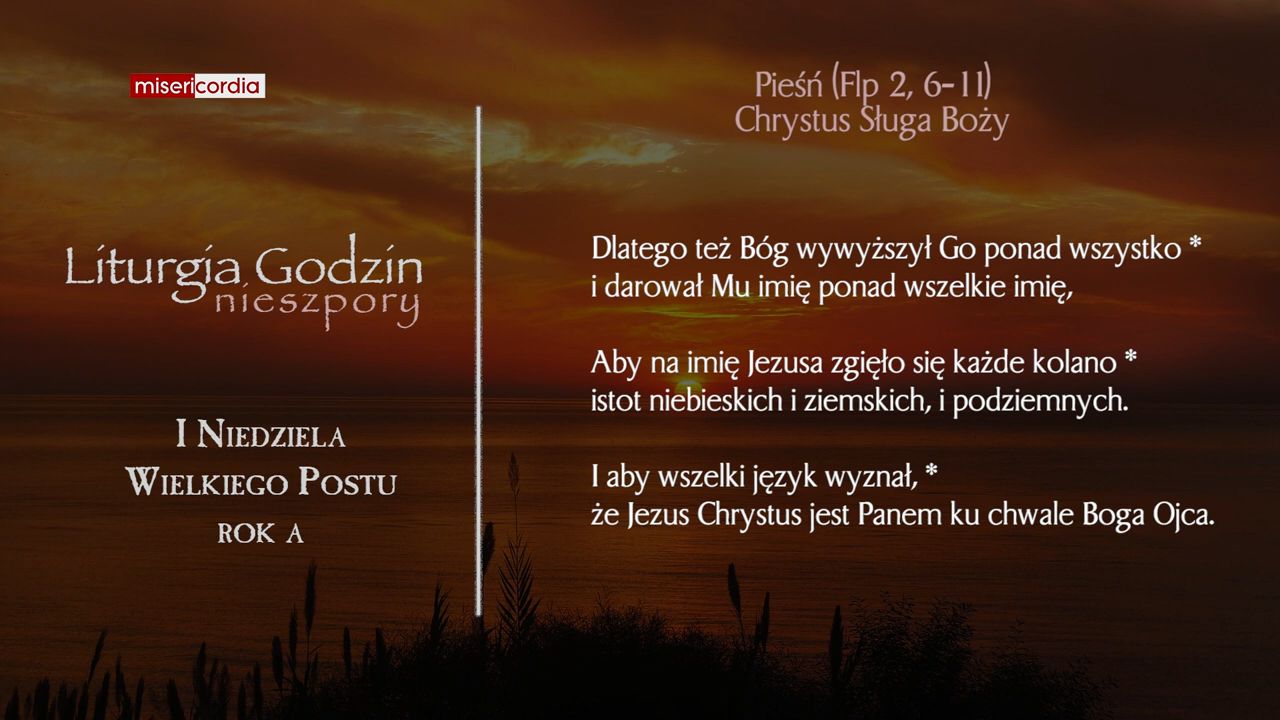 misericordia
Liturgia Godzin
nieszpory
I Niedziela
Wielkiego Postu
rok A
Pieśń (Flp 2, 6-11)
Chrystus Sługa Boży
Dlatego też Bóg wywyższył Go ponad wszystko *
i darował Mu imię ponad wszelkie imię,
Aby na imię Jezusa zgięło się każde kolano *
istot niebieskich i ziemskich, i podziemnych.
I aby wszelki język wyznał, *
że Jezus Chrystus jest Panem ku chwale Boga Ojca.